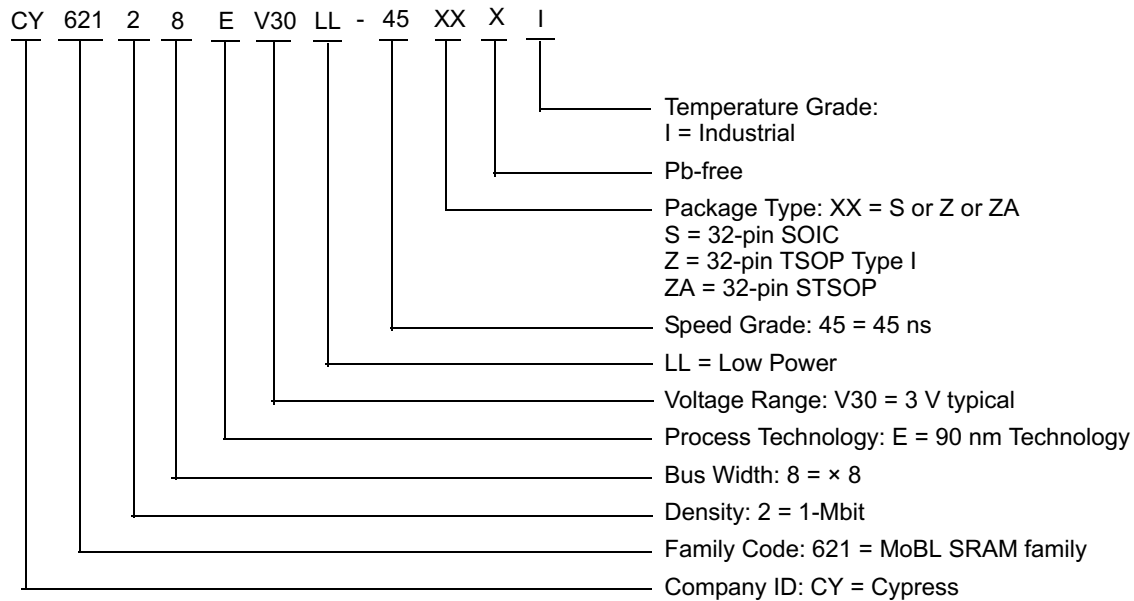 CY 621 2 8 E V30 LL - 45 XX X I
Temperature Grade:
I = Industrial
Pb-free
Package Type: XX = S or Z or ZA
S = 32-pin SOIC
Z = 32-pin TSOP Type I
ZA = 32-pin STSOP
Speed Grade: 45 = 45 ns
LL = Low Power
Voltage Range: V30 = 3 V typical
Process Technology: E = 90 nm Technology
Bus Width: 8 = × 8
Density: 2 = 1-Mbit
Family Code: 621 = MoBL SRAM family
Company ID: CY = Cypress